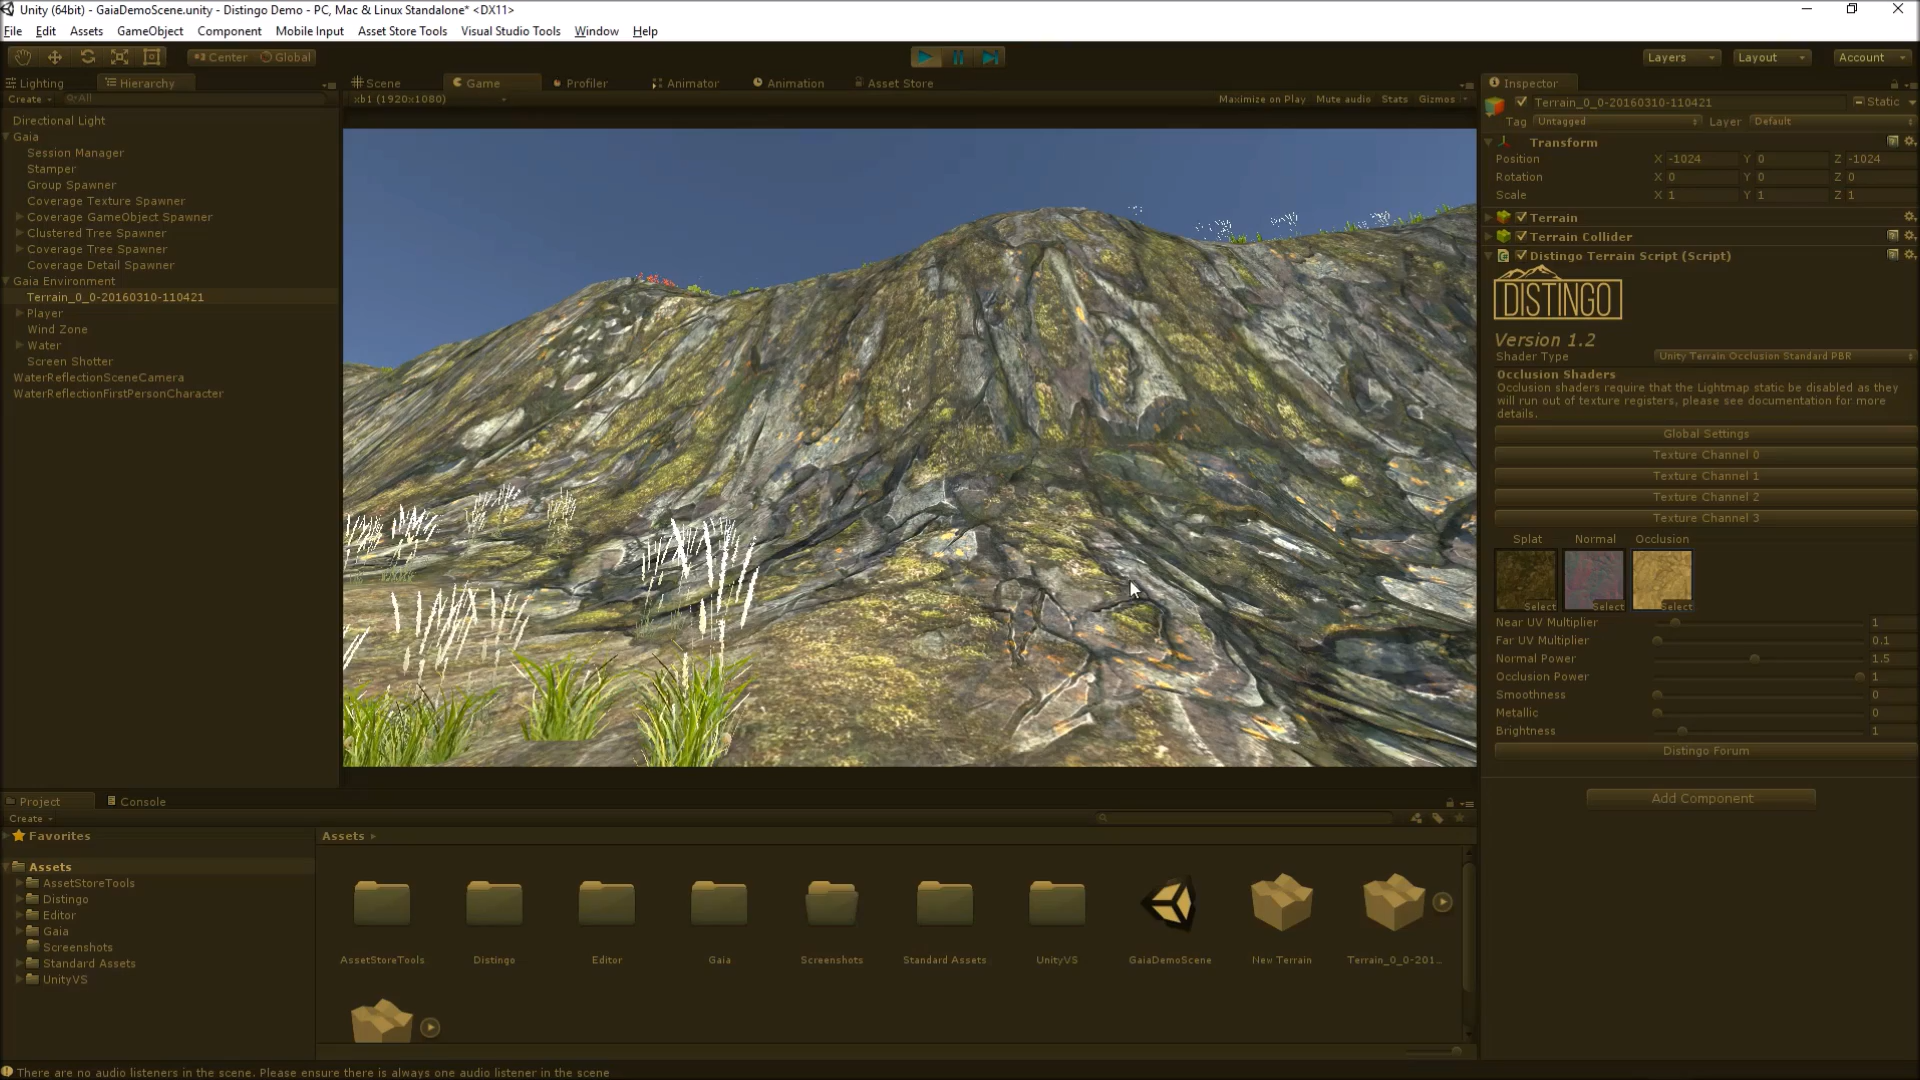 Unity (64bit) - GaiaDemoScene.unity - Distingo Demo - PC, Mac & Linux Standalone* <DX11>
File Edit Assets GameObject Component Mobile Input Asset Store Tools Visual Studio Tools Window Help
Center Global
Layers Layout Account
Lighting Hierarchy
Create All
Directional Light
Gaia
Session Manager
Stamper
Group Spawner
Coverage Texture Spawner
Coverage GameObject Spawner
Clustered Tree Spawner
Coverage Tree Spawner
Coverage Detail Spawner
Gaia Environment
Terrain_0_0-20160310-110421
Player
Wind Zone
Water
Screen Shotter
WaterReflectionSceneCamera
WaterReflectionFirstPersonCharacter
Scene Game Profiler Animator Animation Asset Store
xb1 (1920x1080) Maximize on Play Mute audio Stats Gizmos
Inspector
Terrain_0_0-20160310-110421 Static
Tag Untagged Layer Default
Transform
Position X -1024 Y 0 Z -1024
Rotation X 0 Y 0 Z 0
Scale X 1 Y 1 Z 1
Terrain
Terrain Collider
Distingo Terrain Script (Script)
DISTINGO
Version 1.2
Shader Type Unity Terrain Occlusion Standard PBR
Occlusion Shaders
Occlusion shaders require that the Lightmap static be disabled as they
will run out of texture registers, please see documentation for more
details.
Global Settings
Texture Channel 0
Texture Channel 1
Texture Channel 2
Texture Channel 3
Splat Normal Occlusion
Select Select Select
Near UV Multiplier 1
Far UV Multiplier 0.1
Normal Power 1.5
Occlusion Power 1
Smoothness 0
Metallic 0
Brightness 1
Distingo Forum
Add Component
Project Console
Create
Favorites
Assets
AssetStoreTools
Distingo
Editor
Gaia
Screenshots
Standard Assets
UnityVS
Assets
AssetStoreTools Distingo Editor Gaia Screenshots Standard Assets UnityVS GaiaDemoScene New Terrain Terrain_0_0-201...
There are no audio listeners in the scene. Please ensure there is always one audio listener in the scene